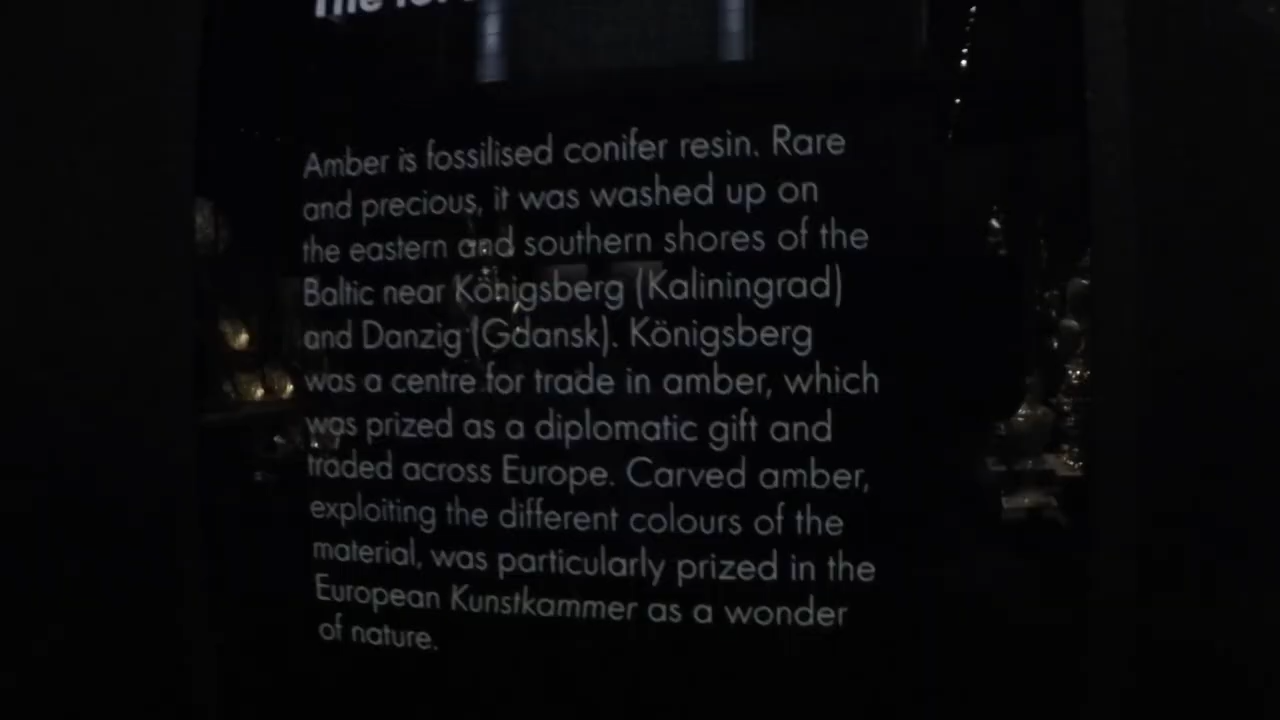 The
Amber is fossilised conifer resin. Rare
and precious, it was washed up on
the eastern and southern shores of the
Baltic near Königsberg (Kaliningrad)
and Danzig (Gdansk). Königsberg
was a centre for trade in amber, which
was prized as a diplomatic gift and
traded across Europe. Carved amber,
exploiting the different colours of the
material, was particularly prized in the
European Kunstkammer as a wonder
of nature.